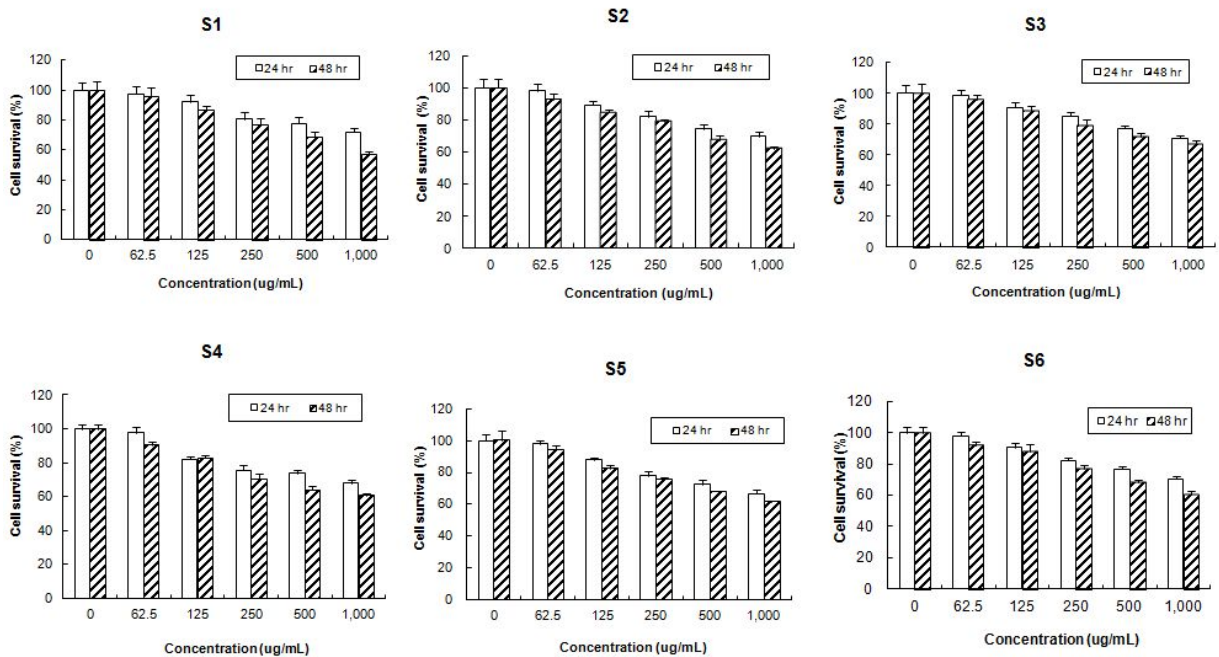 S1
120
100
80
60
40
20
0
Cell survival (%)
24 hr 48 hr
0 62.5 125 250 500 1,000
Concentration (ug/mL)
S2
120
100
80
60
40
20
0
Cell survival (%)
24 hr 48 hr
0 62.5 125 250 500 1,000
Concentration (ug/mL)
S3
120
100
80
60
40
20
0
Cell survival (%)
24 hr 48 hr
0 62.5 125 250 500 1,000
Concentration (ug/mL)
S4
120
100
80
60
40
20
0
Cell survival (%)
24 hr 48 hr
0 62.5 125 250 500 1,000
Concentration (ug/mL)
S5
120
100
80
60
40
20
0
Cell survival (%)
24 hr 48 hr
0 62.5 125 250 500 1,000
Concentration (ug/mL)
S6
120
100
80
60
40
20
0
Cell survival (%)
24 hr 48 hr
0 62.5 125 250 500 1,000
Concentration (ug/mL)